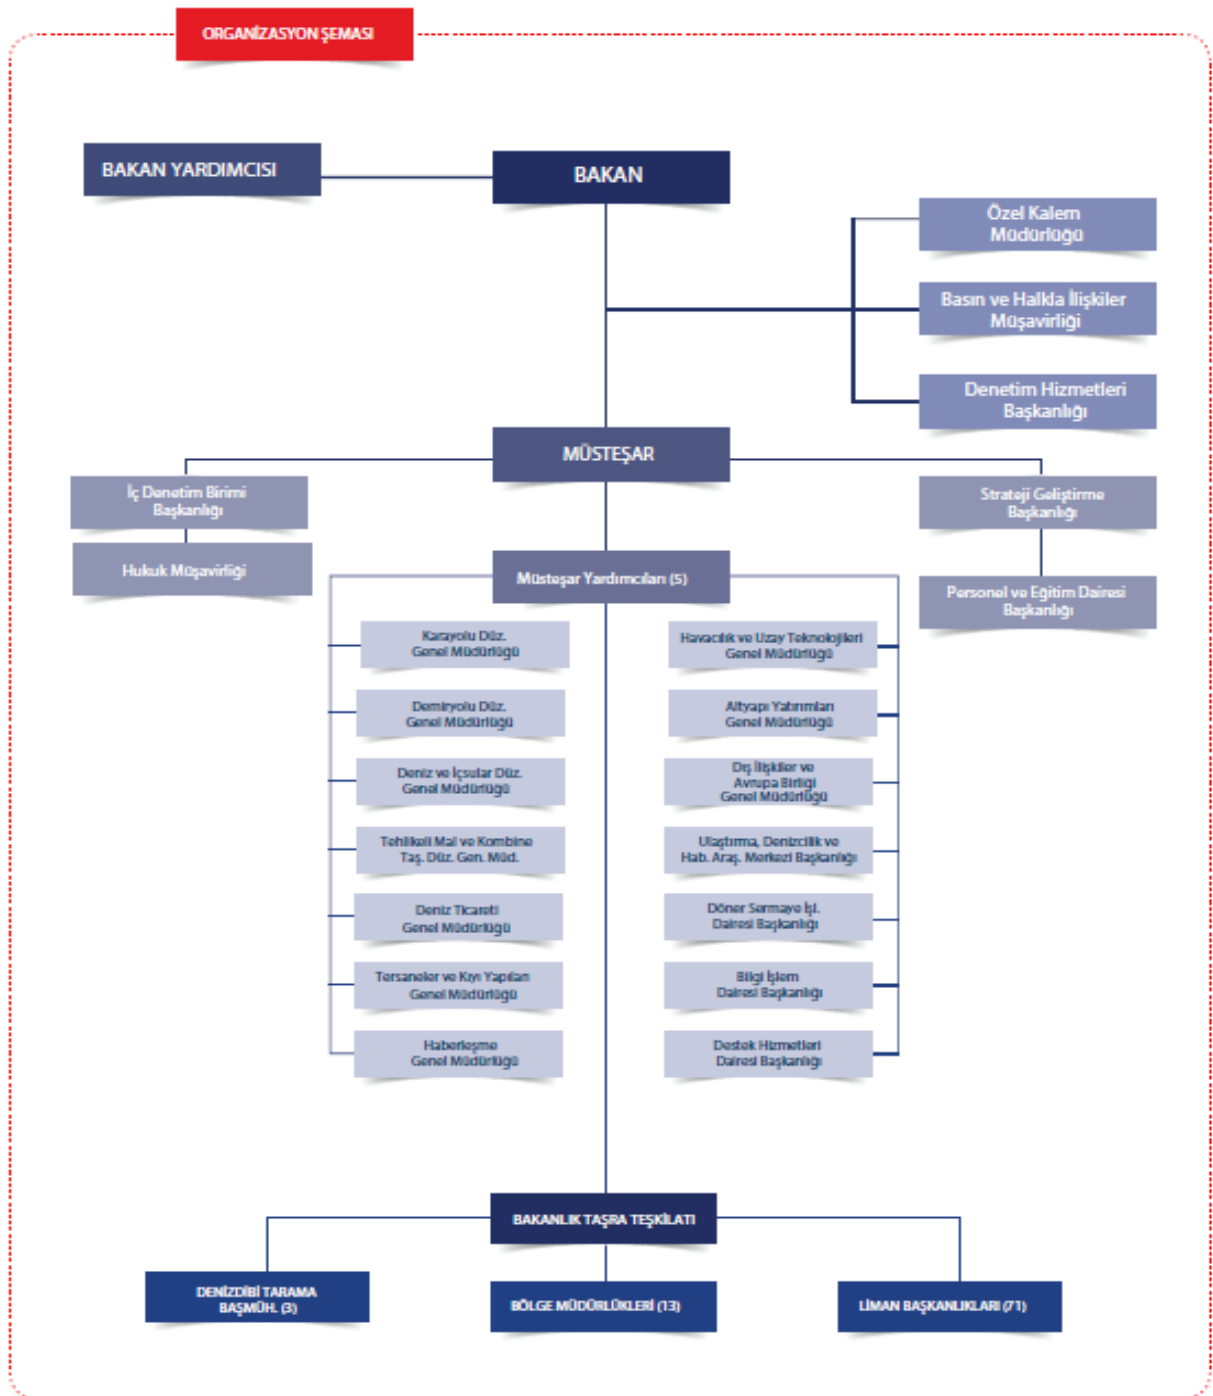 ORGANİZASYON ŞEMASI
BAKAN YARDIMCISI
BAKAN
Özel Kalem
Müdürlüğü
Basın ve Halkla İlişkiler
Müşavirliği
Denetim Hizmetleri
Başkanlığı
MÜSTEŞAR
İç Denetim Birimi
Başkanlığı
Hukuk Müşavirliği
Strateji Geliştirme
Başkanlığı
Personel ve Eğitim Dairesi
Başkanlığı
Müsteşar Yardımcıları (5)
Karayolu Düz.
Genel Müdürlüğü
Demiryolu Düz.
Genel Müdürlüğü
Deniz ve İçsular Düz.
Genel Müdürlüğü
Tehlikeli Mal ve Kombine
Taş. Düz. Gen. Müd.
Deniz Ticareti
Genel Müdürlüğü
Tersaneler ve Kıyı Yapıları
Genel Müdürlüğü
Haberleşme
Genel Müdürlüğü
Havacılık ve Uzay Teknolojileri
Genel Müdürlüğü
Altyapı Yatırımları
Genel Müdürlüğü
Dış İlişkiler ve
Avrupa Birliği
Genel Müdürlüğü
Ulaştırma, Denizcilik ve
Hab. Araş. Merkezi Başkanlığı
Döner Sermaye İşl.
Dairesi Başkanlığı
Bilgi İşlem
Dairesi Başkanlığı
Destek Hizmetleri
Dairesi Başkanlığı
BAKANLIK TAŞRA TEŞKİLATI
DENİZDİBİ TARAMA
BAŞMÜH. (3)
BÖLGE MÜDÜRLÜKLERİ (13)
LİMAN BAŞKANLIKLARI (71)